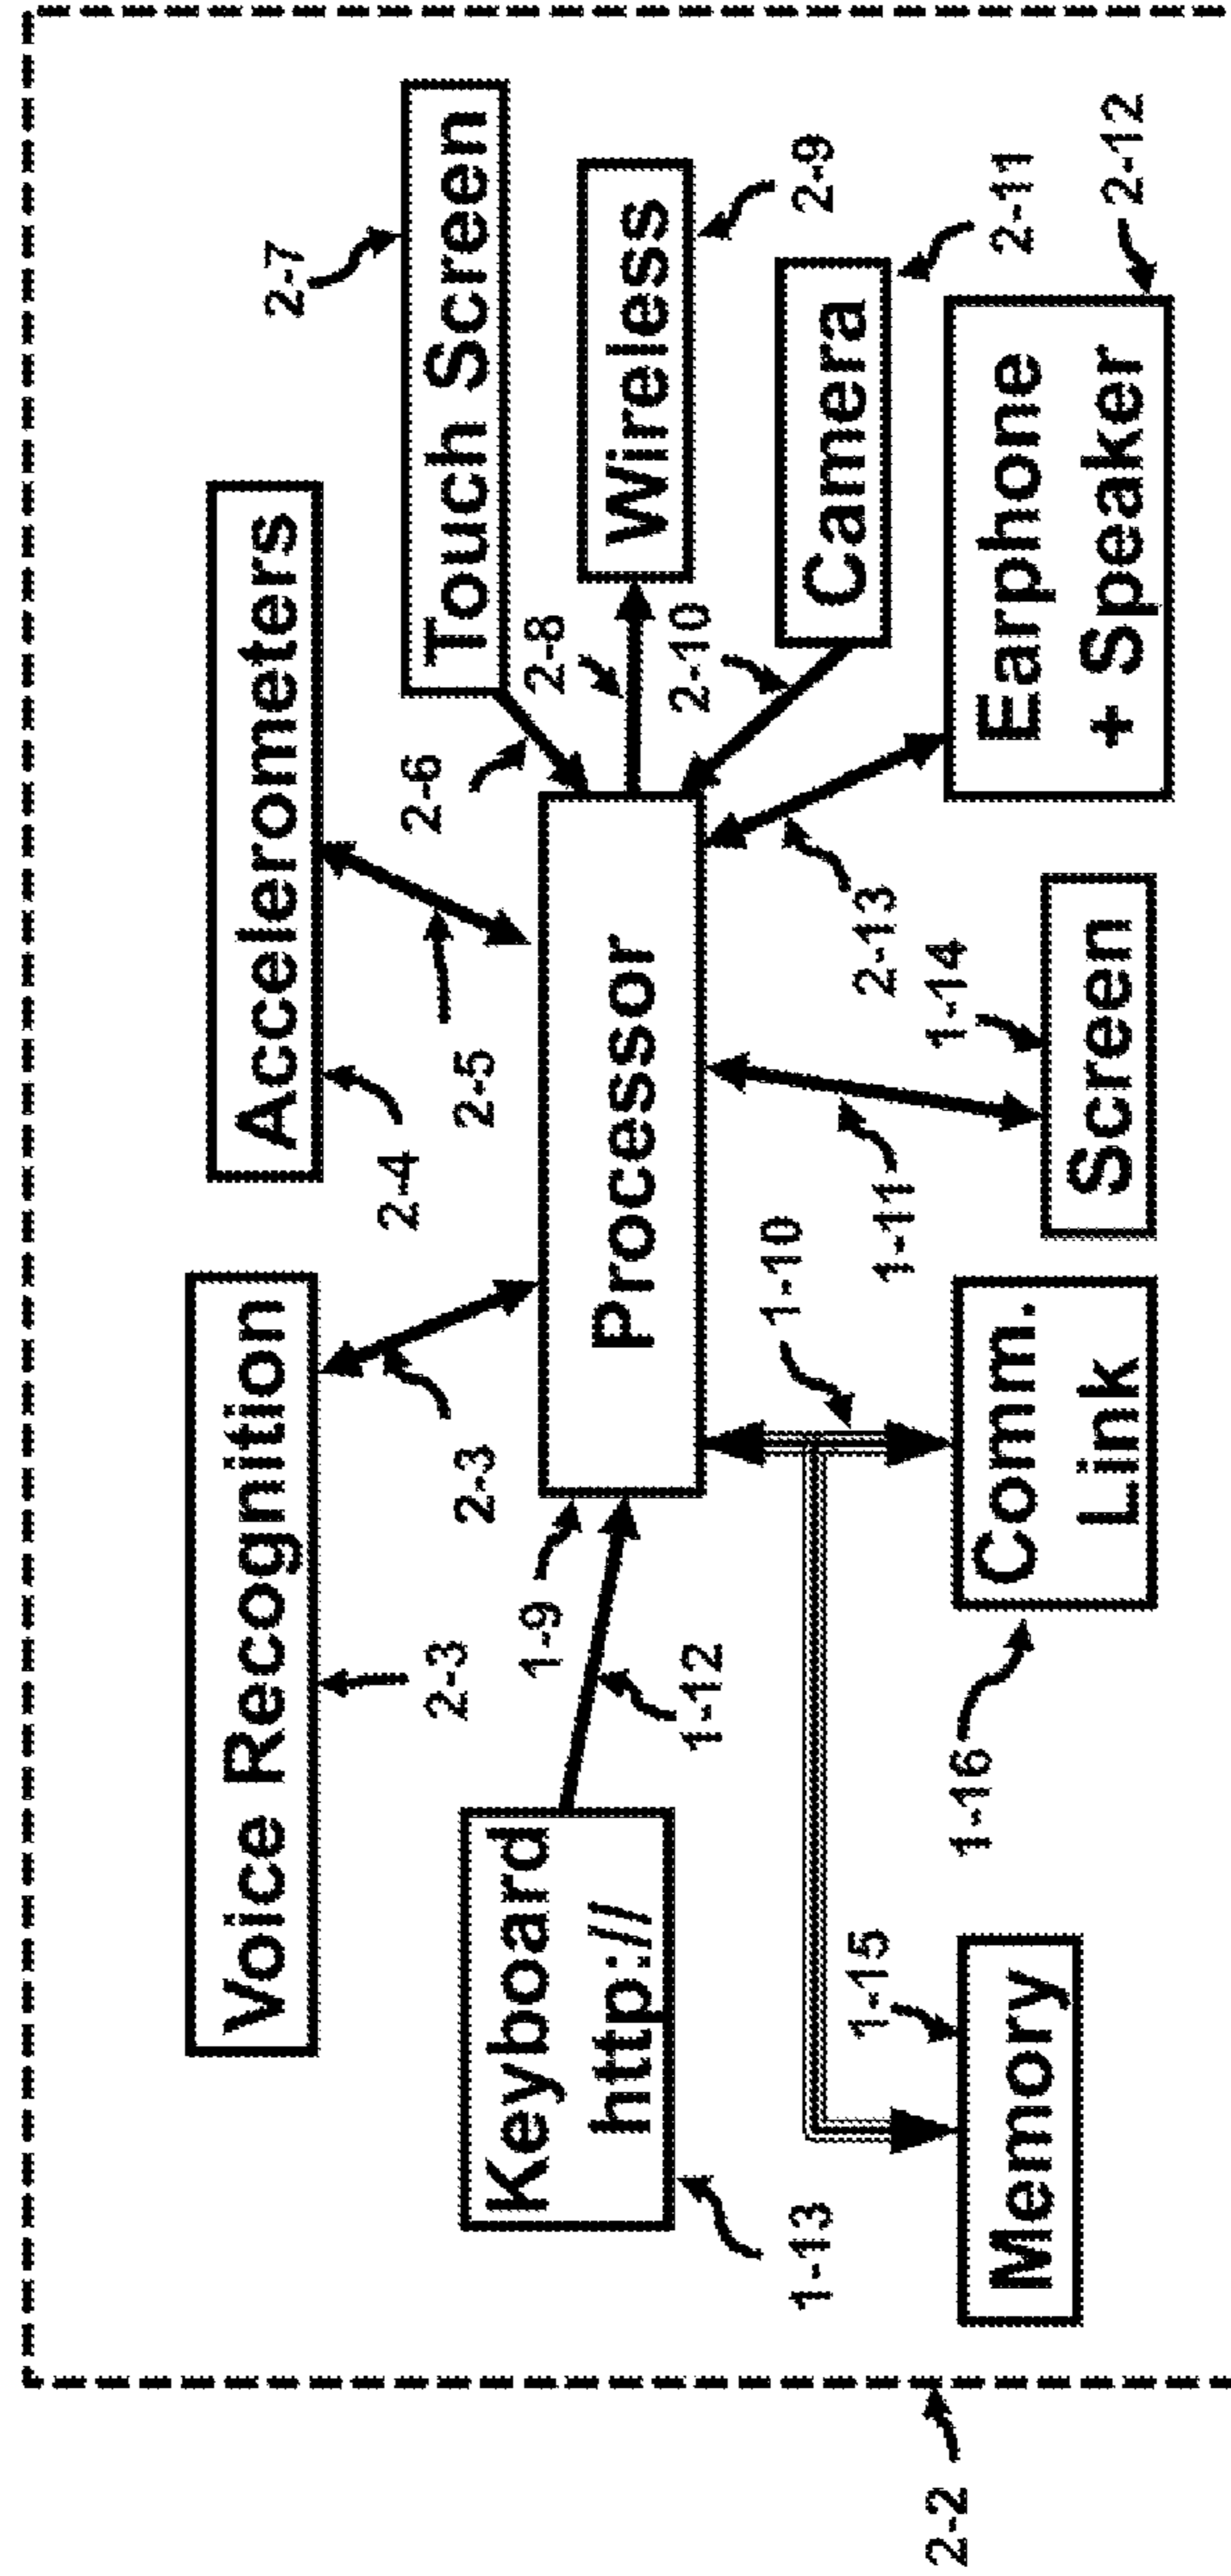 Voice Recognition
Accelerometers
2-7
2-3
2-3
2-4
2-5
2-6
Touch Screen
Keyboard
http://
1-9
Processor
2-8
Wireless
1-12
2-10
2-9
1-13
1-10
Camera
1-15
1-11
2-13
1-14
2-11
1-16
2-2
Memory
Comm.
Link
Screen
Earphone
+ Speaker
2-12